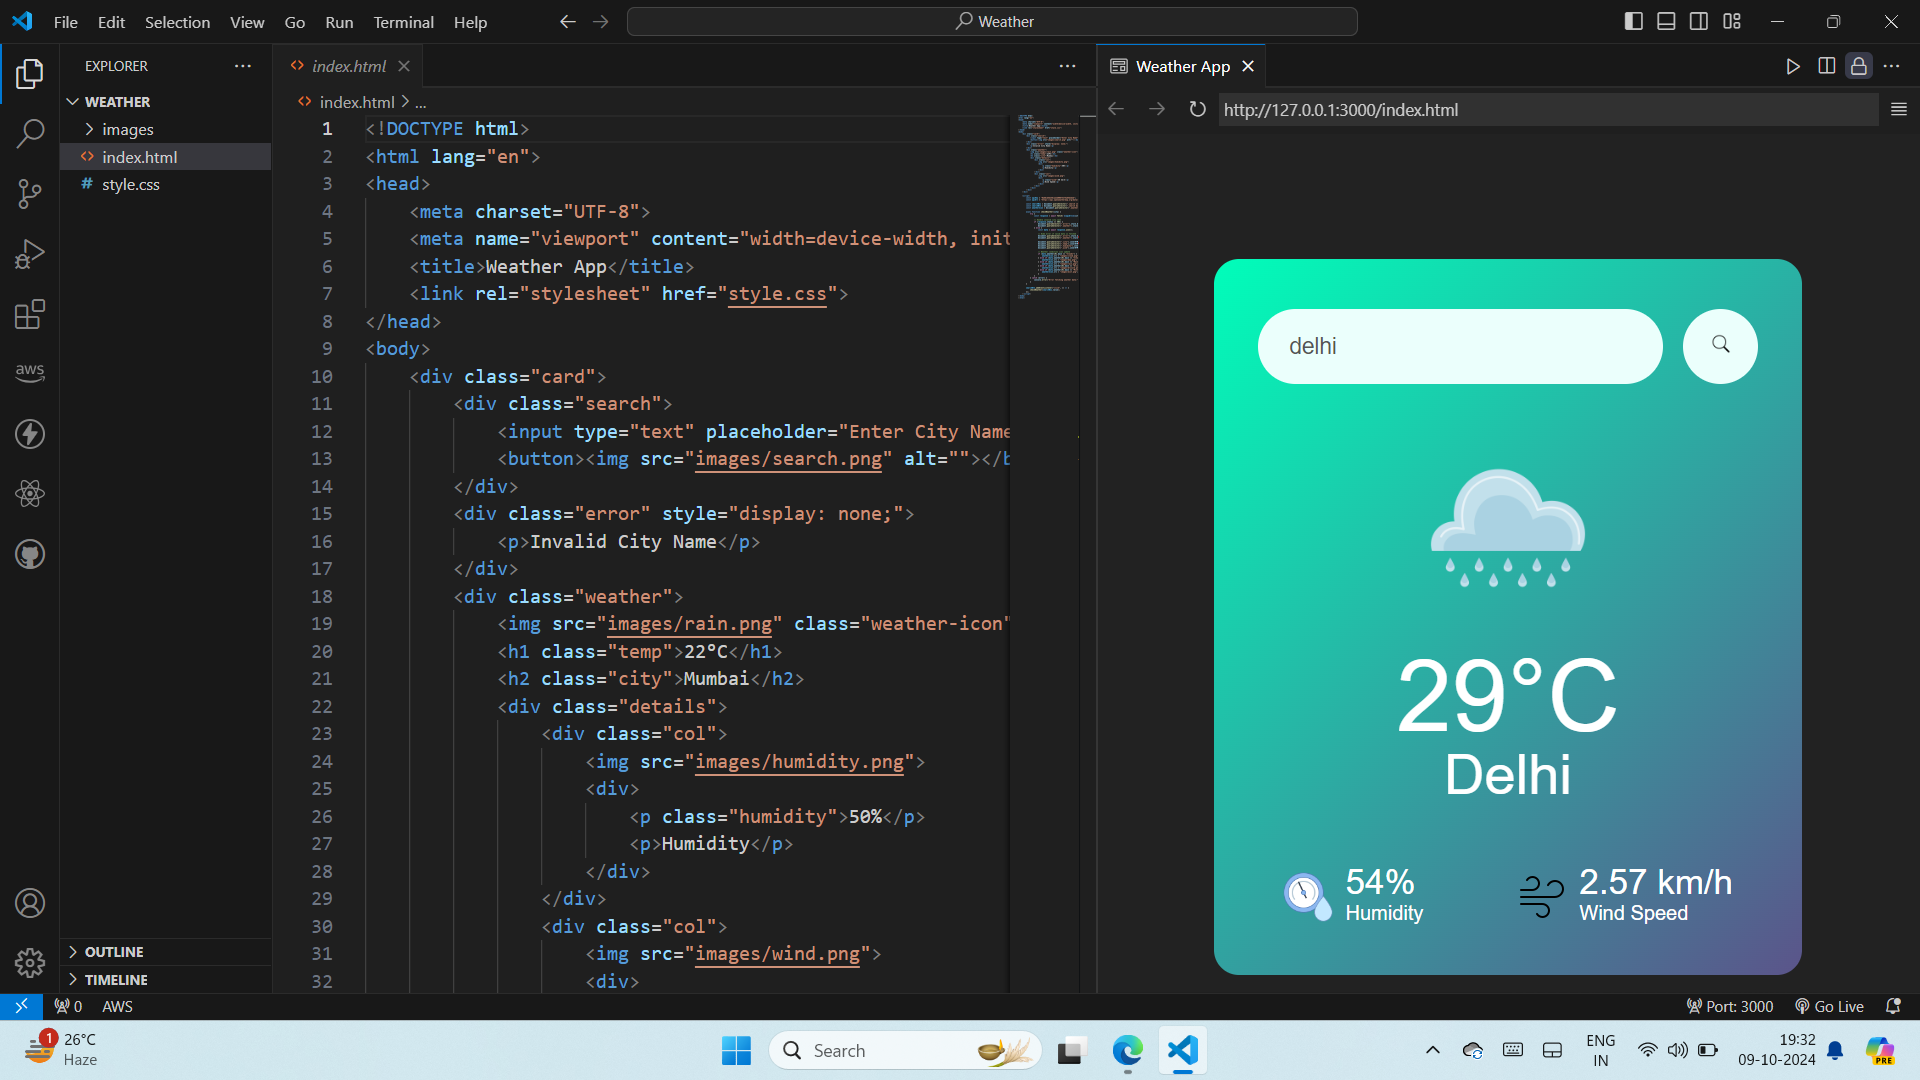 File Edit Selection View Go Run Terminal Help
Weather
EXPLORER
WEATHER
images
index.html
style.css
OUTLINE
TIMELINE
aws
index.html
index.html > ...
1 <!DOCTYPE html>
2 <html lang="en">
3 <head>
4 <meta charset="UTF-8">
5 <meta name="viewport" content="width=device-width, init
6 <title>Weather App</title>
7 <link rel="stylesheet" href="style.css">
8 </head>
9 <body>
10 <div class="card">
11 <div class="search">
12 <input type="text" placeholder="Enter City Name
13 <button><img src="images/search.png" alt=""></b
14 </div>
15 <div class="error" style="display: none;">
16 <p>Invalid City Name</p>
17 </div>
18 <div class="weather">
19 <img src="images/rain.png" class="weather-icon"
20 <h1 class="temp">22°C</h1>
21 <h2 class="city">Mumbai</h2>
22 <div class="details">
23 <div class="col">
24 <img src="images/humidity.png">
25 <div>
26 <p class="humidity">50%</p>
27 <p>Humidity</p>
28 </div>
29 </div>
30 <div class="col">
31 <img src="images/wind.png">
32 <div>
Weather App
http://127.0.0.1:3000/index.html
delhi
29°C
Delhi
54%
Humidity
2.57 km/h
Wind Speed
0 AWS
Port: 3000 Go Live
1
26°C
Haze
Search
ENG
IN
19:32
09-10-2024
PRE